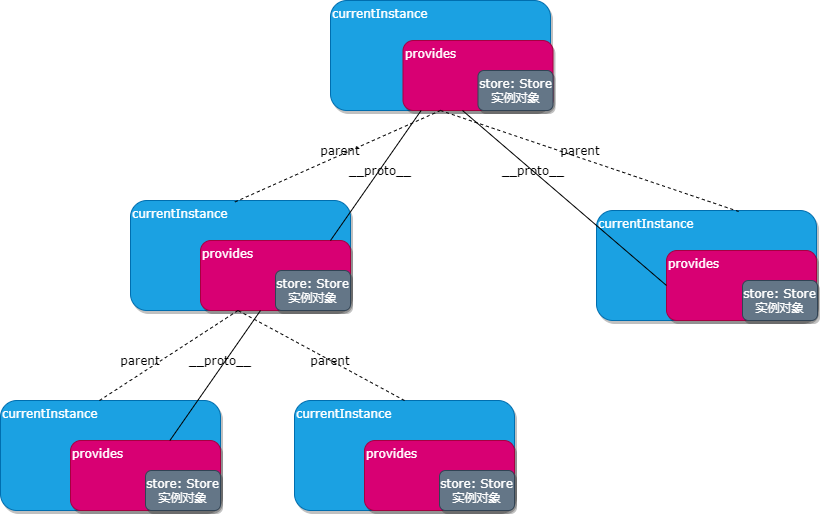 currentInstance
provides
store: Store
实例对象
parent
parent
__proto__
__proto__
currentInstance
provides
store: Store
实例对象
currentInstance
provides
store: Store
实例对象
parent
__proto__
parent
currentInstance
provides
store: Store
实例对象
currentInstance
provides
store: Store
实例对象